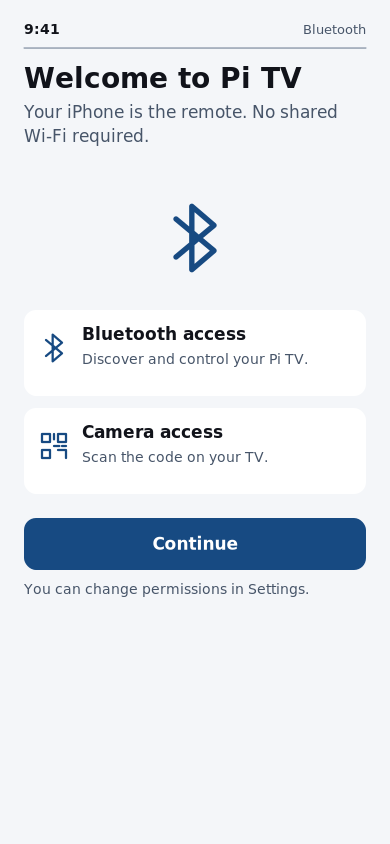 9:41
Bluetooth
Welcome to Pi TV
Your iPhone is the remote. No shared
Wi-Fi required.
Bluetooth access
Discover and control your Pi TV.
Camera access
Scan the code on your TV.
Continue
You can change permissions in Settings.